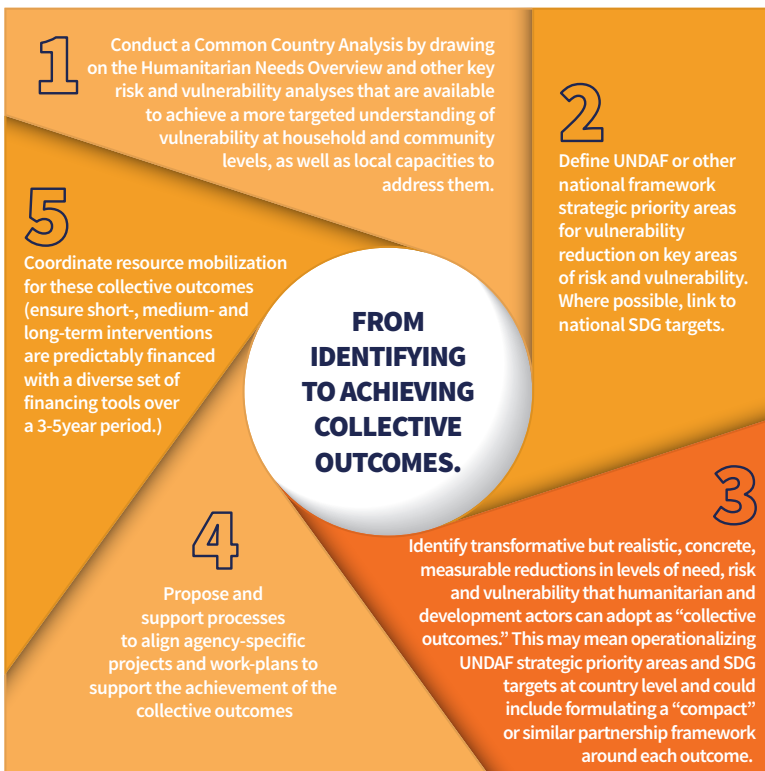 1
Conduct a Common Country Analysis by drawing
on the Humanitarian Needs Overview and other key
risk and vulnerability analyses that are available
to achieve a more targeted understanding of
vulnerability at household and community
levels, as well as local capacities to
address them.
2
Define UNDAF or other
national framework
strategic priority areas
for vulnerability
reduction on key areas
of risk and vulnerability.
Where possible, link to
national SDG targets.
3
Identify transformative but realistic, concrete,
measurable reductions in levels of need, risk
and vulnerability that humanitarian and
development actors can adopt as “collective
outcomes.” This may mean operationalizing
UNDAF strategic priority areas and SDG
targets at country level and could
include formulating a “compact”
or similar partnership framework
around each outcome.
4
Propose and
support processes
to align agency-specific
projects and work-plans to
support the achievement of the
collective outcomes
5
Coordinate resource mobilization
for these collective outcomes
(ensure short-, medium- and
long-term interventions
are predictably financed
with a diverse set of
financing tools over
a 3-5year period.)
FROM
IDENTIFYING
TO ACHIEVING
COLLECTIVE
OUTCOMES.